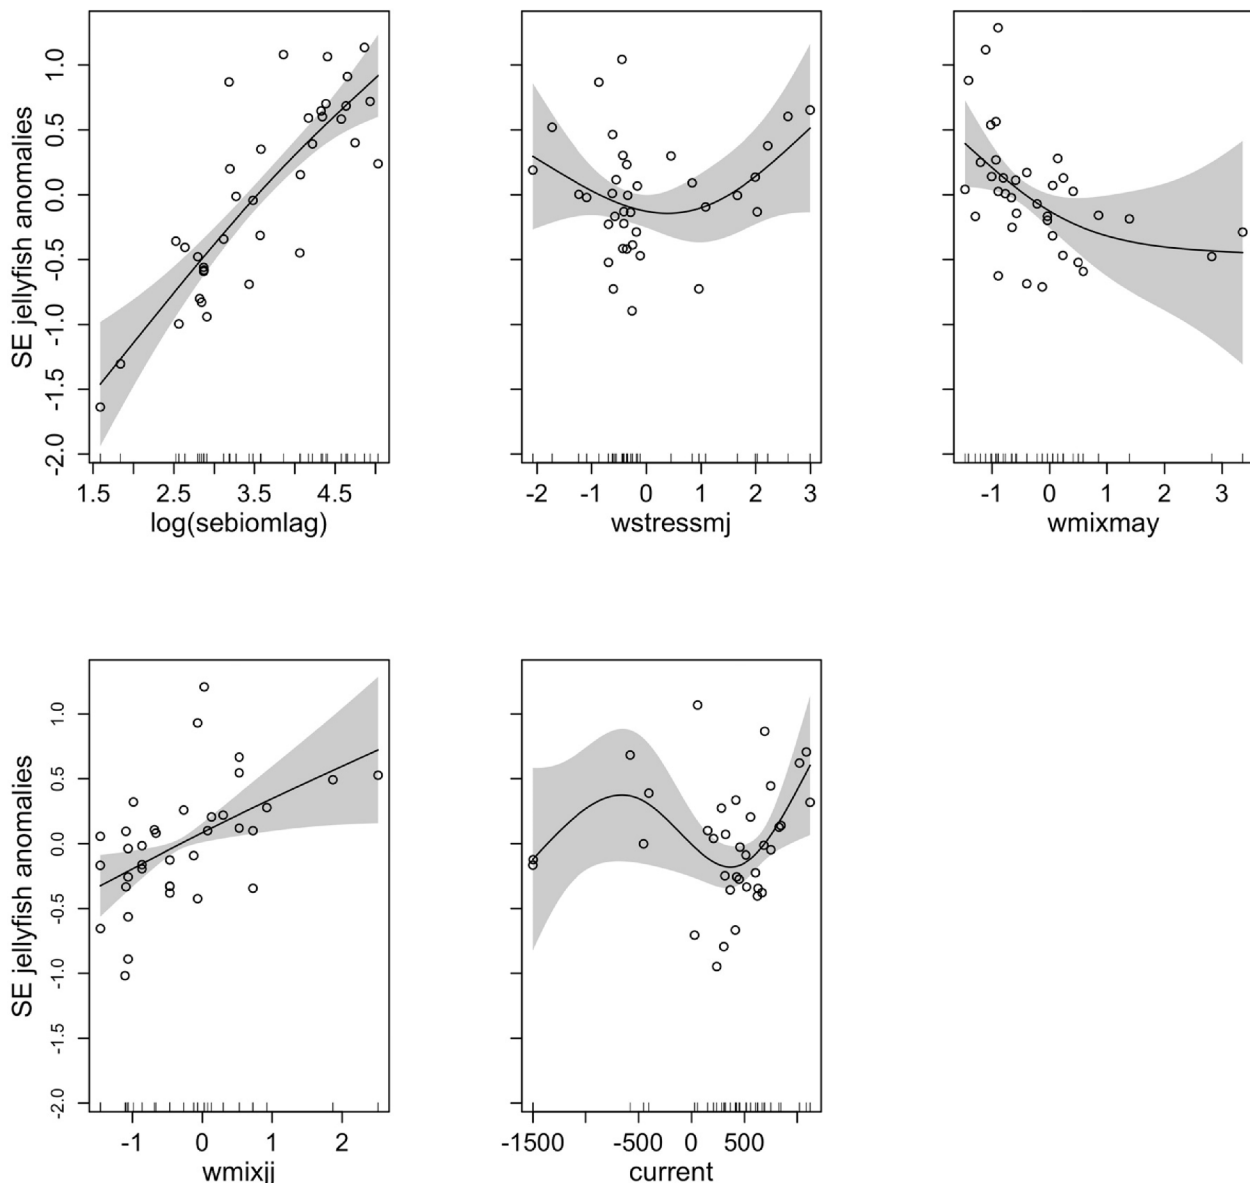 SE jellyfish anomalies
1.0
0.5
0.0
-0.5
-1.0
-1.5
-2.0
1.5 2.5 3.5 4.5
log(sebiomlag)
-2 -1 0 1 2 3
wstressmj
-1 0 1 2 3
wmixmay
SE jellyfish anomalies
1.0
0.5
0.0
-0.5
-1.0
-1.5
-2.0
-1 0 1 2
wmixjj
-1500 -500 0 500
current